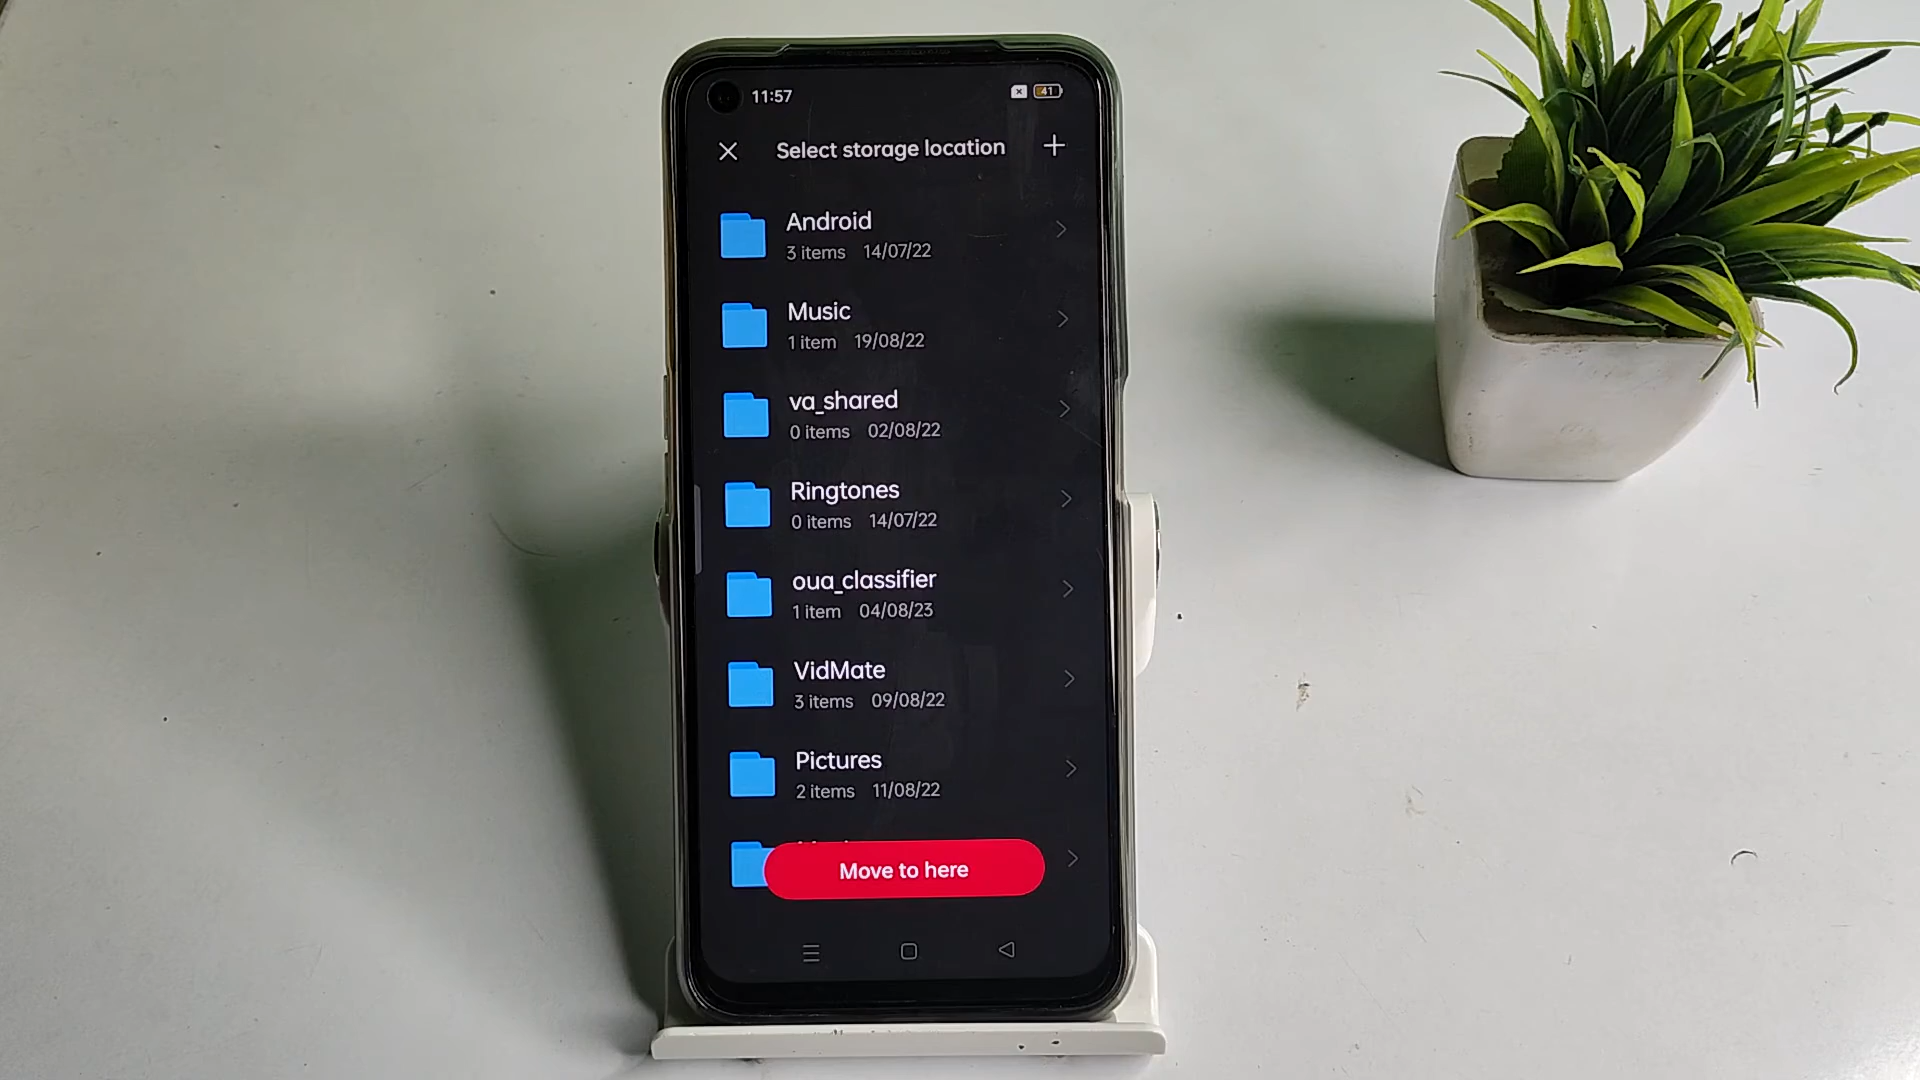 11:57
41
Select storage location
Android
3 items 14/07/22
Music
1 item 19/08/22
va_shared
0 items 02/08/22
Ringtones
0 items 14/07/22
oua_classifier
1 item 04/08/23
VidMate
3 items 09/08/22
Pictures
2 items 11/08/22
Move to here